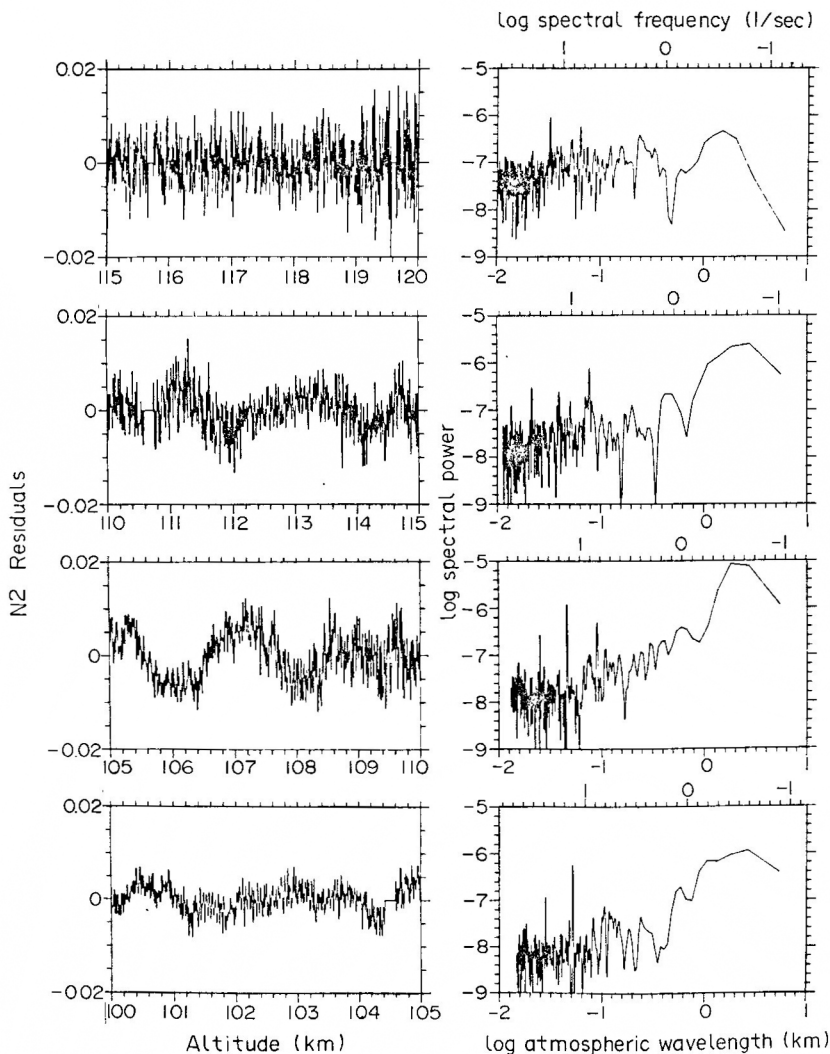 log spectral frequency (1/sec)
1 0 -1
0.02 0 -0.02
115 116 117 118 119 120
-5 -6 -7 -8 -9
-2 -1 0 1
1 0 -1
0.02 0 -0.02
110 111 112 113 114 115
-5 -6 -7 -8 -9
-2 -1 0 1
N2 Residuals
log spectral power
1 0 -1
0.02 0 -0.02
105 106 107 108 109 110
-5 -6 -7 -8 -9
-2 -1 0 1
1 0 -1
0.02 0 -0.02
100 101 102 103 104 105
-5 -6 -7 -8 -9
-2 -1 0 1
Altitude (km)
log atmospheric wavelength (km)